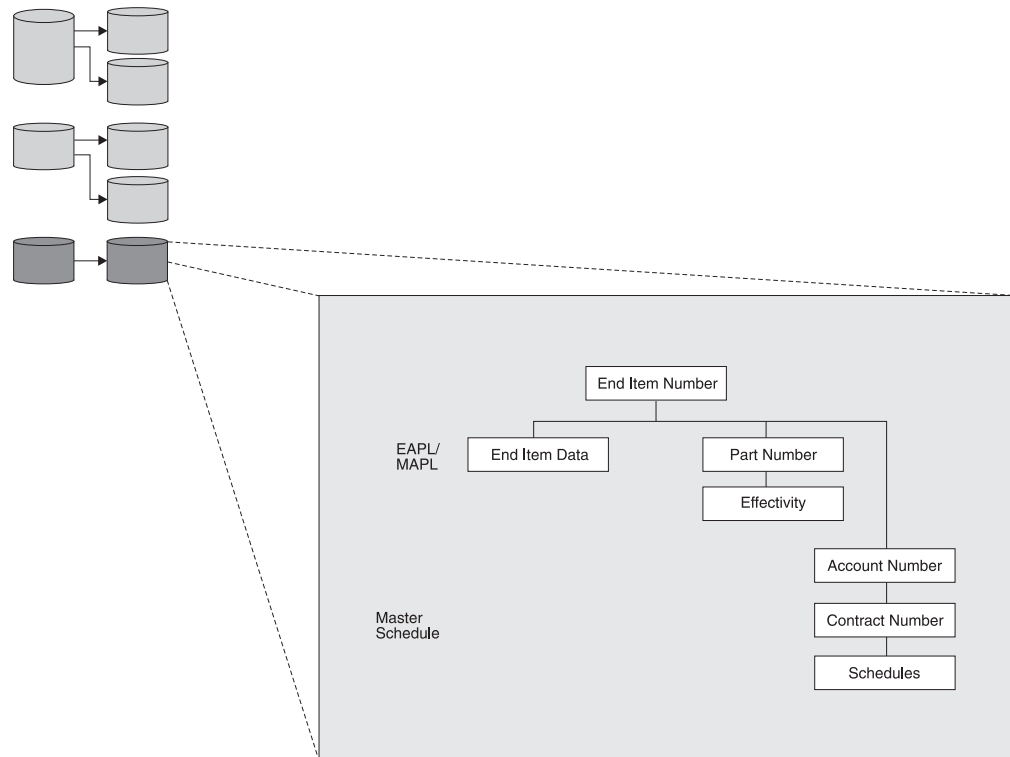 End Item Number
EAPL/
MAPL
End Item Data
Part Number
Effectivity
Account Number
Master
Schedule
Contract Number
Schedules